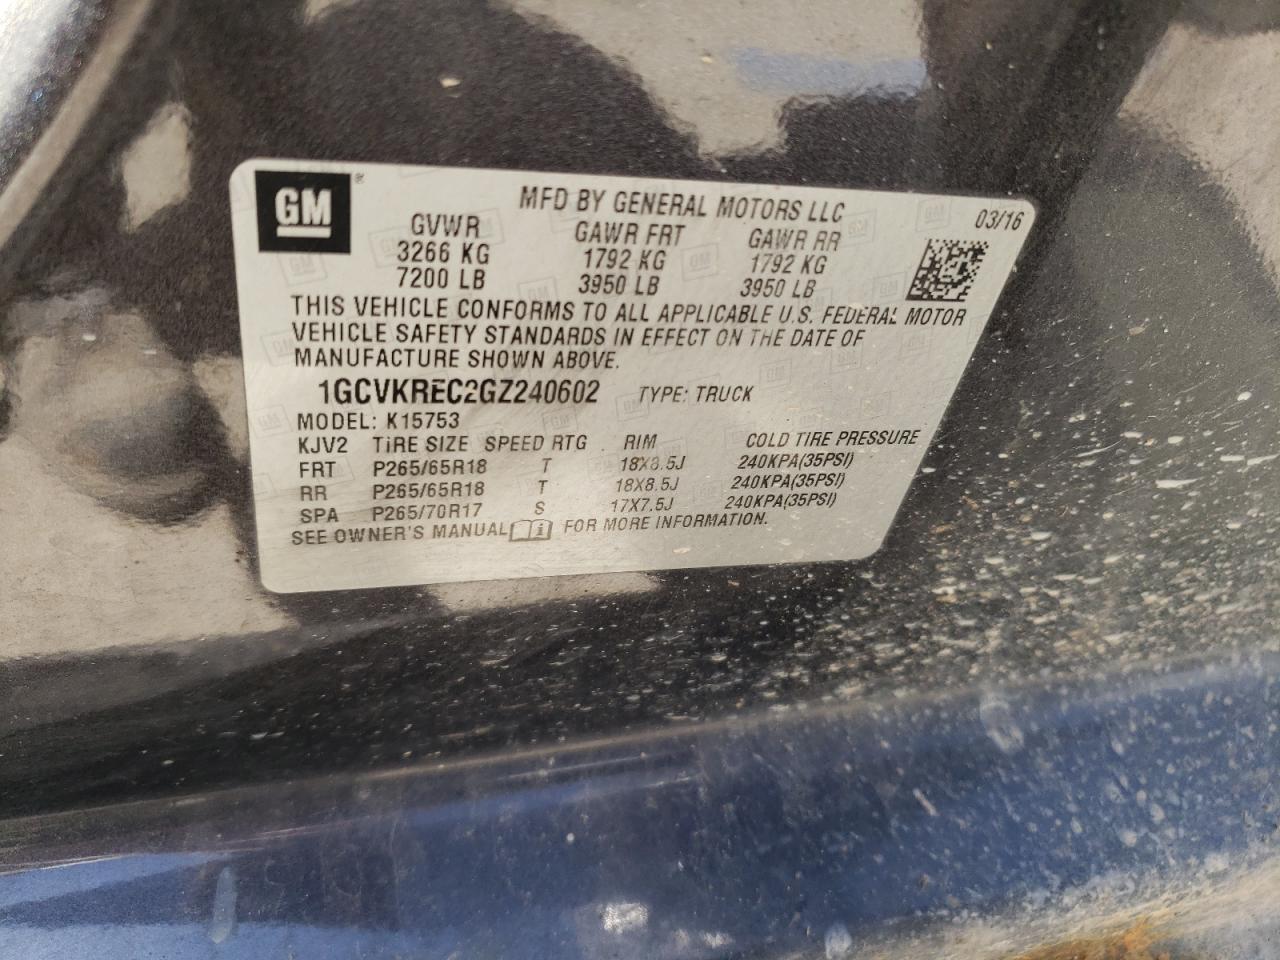 GM ®
MFD BY GENERAL MOTORS LLC
03/16
GVWR GAWR FRT GAWR RR
3266 KG 1792 KG 1792 KG
7200 LB 3950 LB 3950 LB
THIS VEHICLE CONFORMS TO ALL APPLICABLE U.S. FEDERAL MOTOR
VEHICLE SAFETY STANDARDS IN EFFECT ON THE DATE OF
MANUFACTURE SHOWN ABOVE.
1GCVKREC2GZ240602 TYPE: TRUCK
MODEL: K15753
KJV2 TIRE SIZE SPEED RTG RIM COLD TIRE PRESSURE
FRT P265/65R18 T 18X8.5J 240KPA(35PSI)
RR P265/65R18 T 18X8.5J 240KPA(35PSI)
SPA P265/70R17 S 17X7.5J 240KPA(35PSI)
SEE OWNER'S MANUAL i FOR MORE INFORMATION.